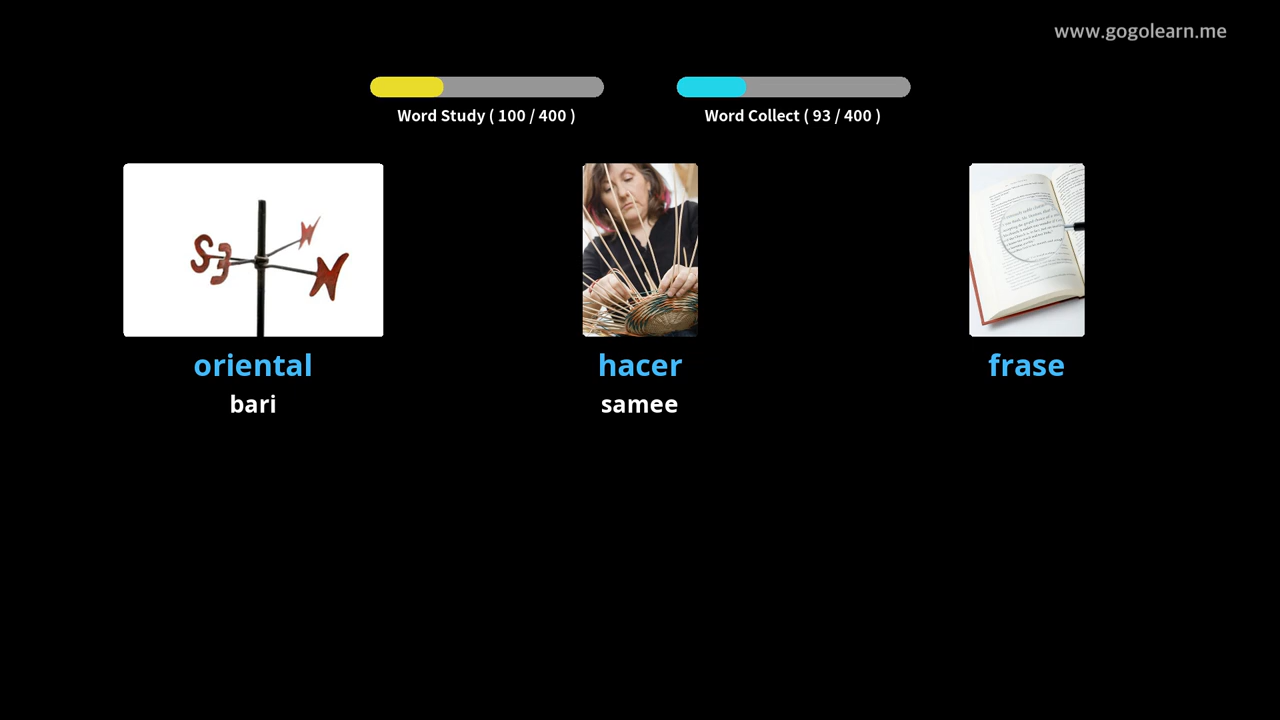 www.gogolearn.me
Word Study ( 100 / 400 )
Word Collect ( 93 / 400 )
S E N
oriental
hacer
frase
bari
samee